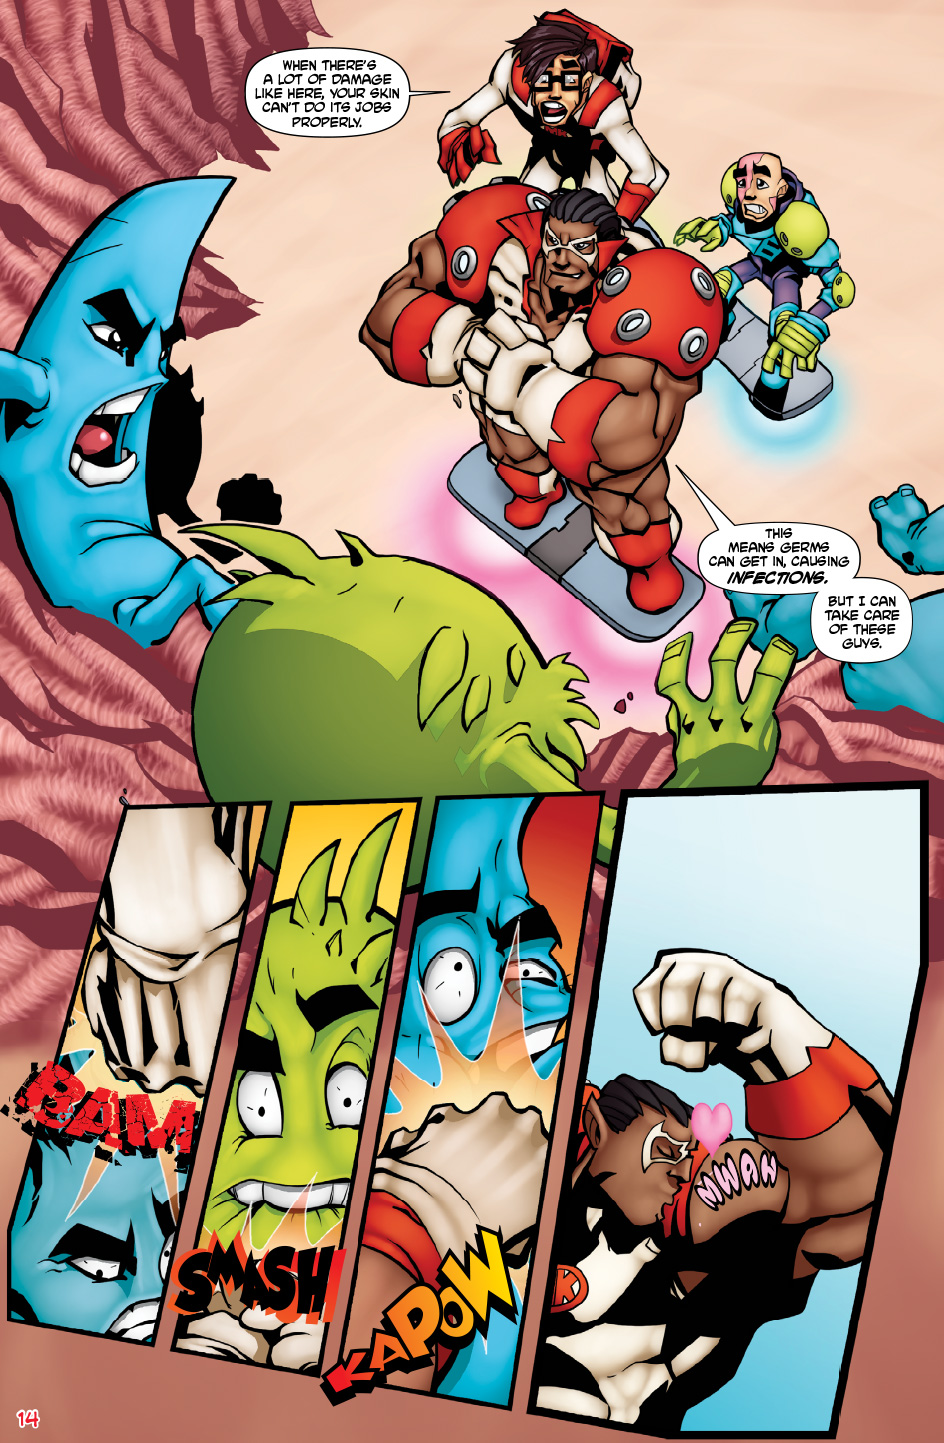 WHEN THERE'S
A LOT OF DAMAGE
LIKE HERE, YOUR SKIN
CAN'T DO ITS JOBS
PROPERLY.
THIS
MEANS GERMS
CAN GET IN, CAUSING
INFECTIONS.
BUT I CAN
TAKE CARE
OF THESE
GUYS.
BAM
SMASH
KAPOW
MWAH
K
14